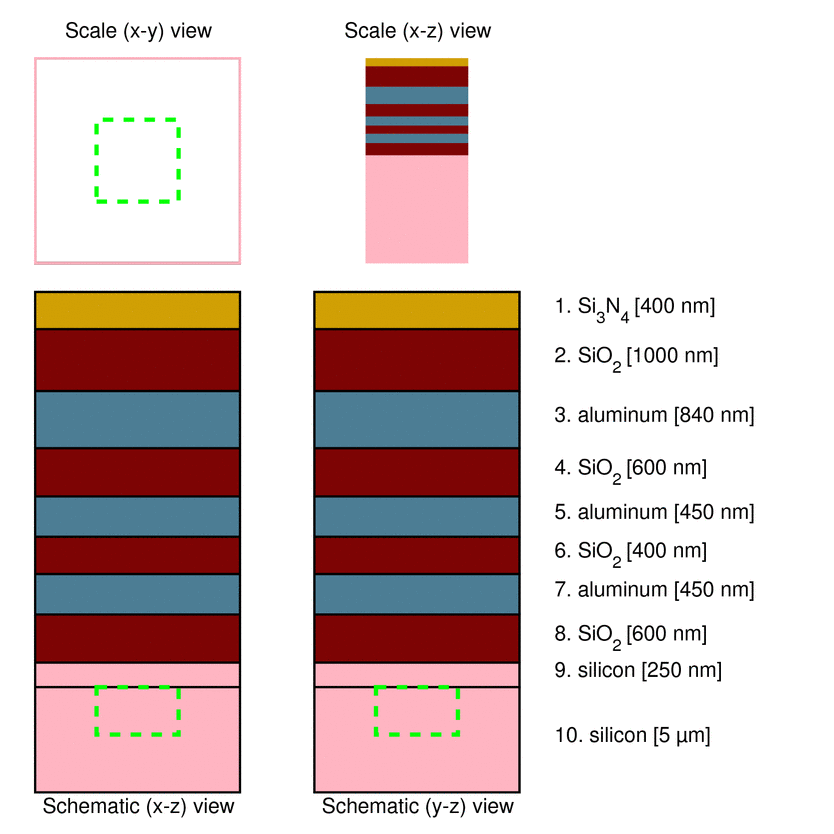 Scale (x-y) view
Scale (x-z) view
1. Si3N4 [400 nm]
2. SiO2 [1000 nm]
3. aluminum [840 nm]
4. SiO2 [600 nm]
5. aluminum [450 nm]
6. SiO2 [400 nm]
7. aluminum [450 nm]
8. SiO2 [600 nm]
9. silicon [250 nm]
10. silicon [5 µm]
Schematic (x-z) view
Schematic (y-z) view